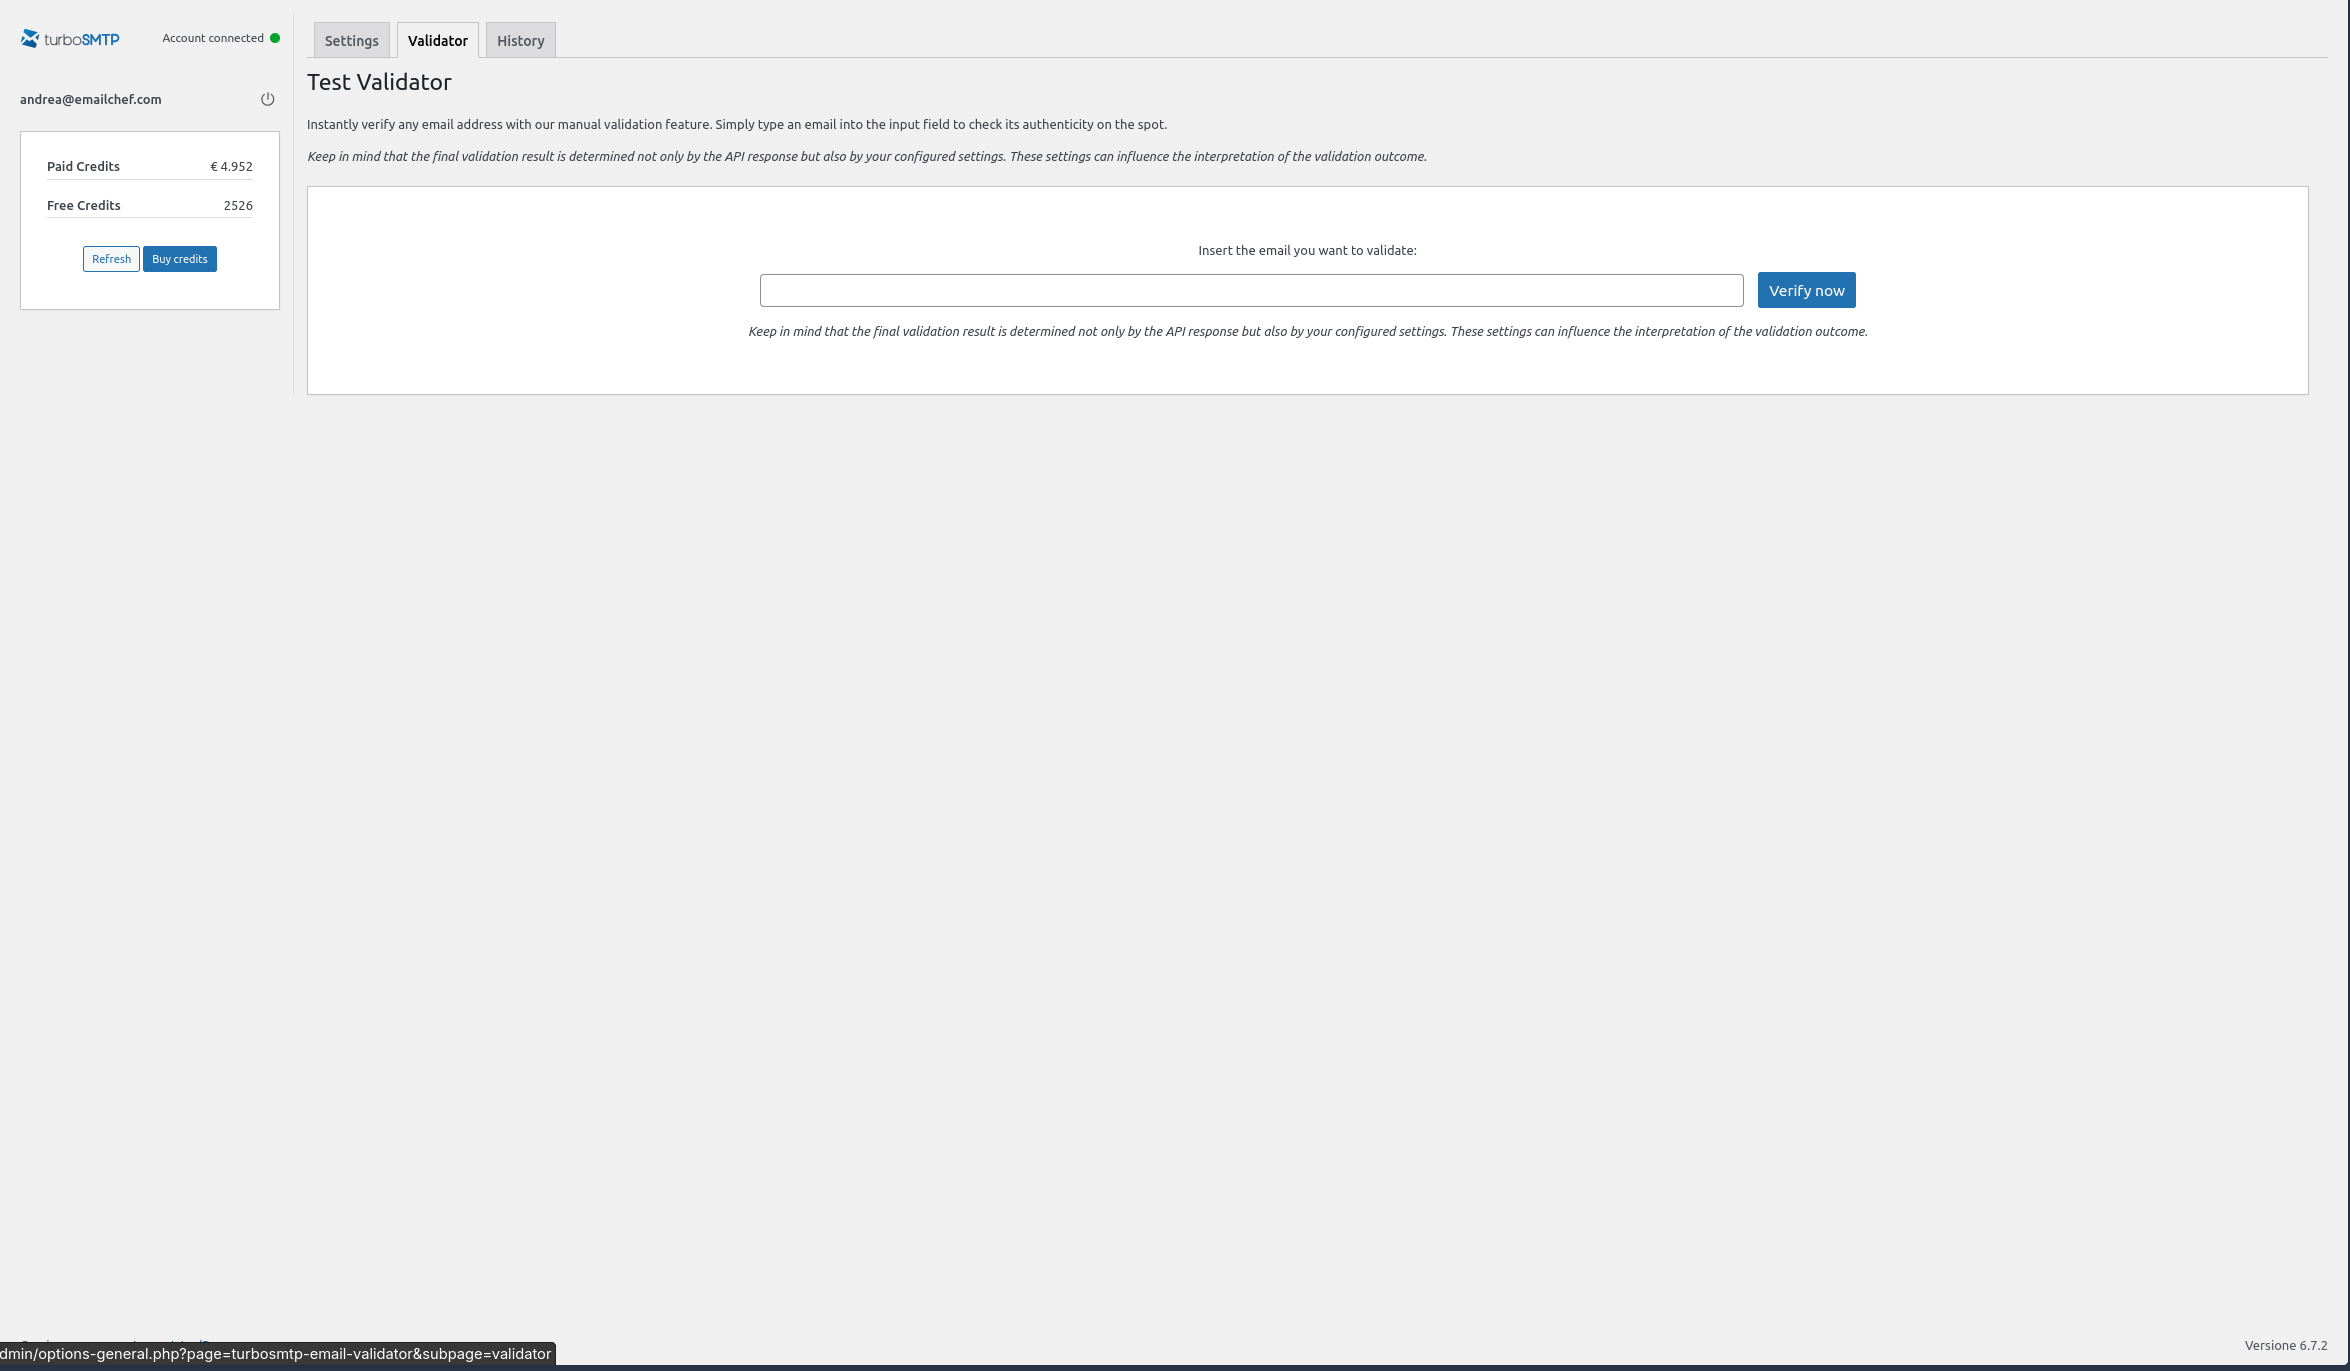 turboSMTP
Account connected
Settings
Validator
History
andrea@emailchef.com
Paid Credits € 4.952
Free Credits 2526
Refresh
Buy credits
Test Validator
Instantly verify any email address with our manual validation feature. Simply type an email into the input field to check its authenticity on the spot.
Keep in mind that the final validation result is determined not only by the API response but also by your configured settings. These settings can influence the interpretation of the validation outcome.
Insert the email you want to validate:
Verify now
Keep in mind that the final validation result is determined not only by the API response but also by your configured settings. These settings can influence the interpretation of the validation outcome.
dmin/options-general.php?page=turbosmtp-email-validator&subpage=validator
Versione 6.7.2